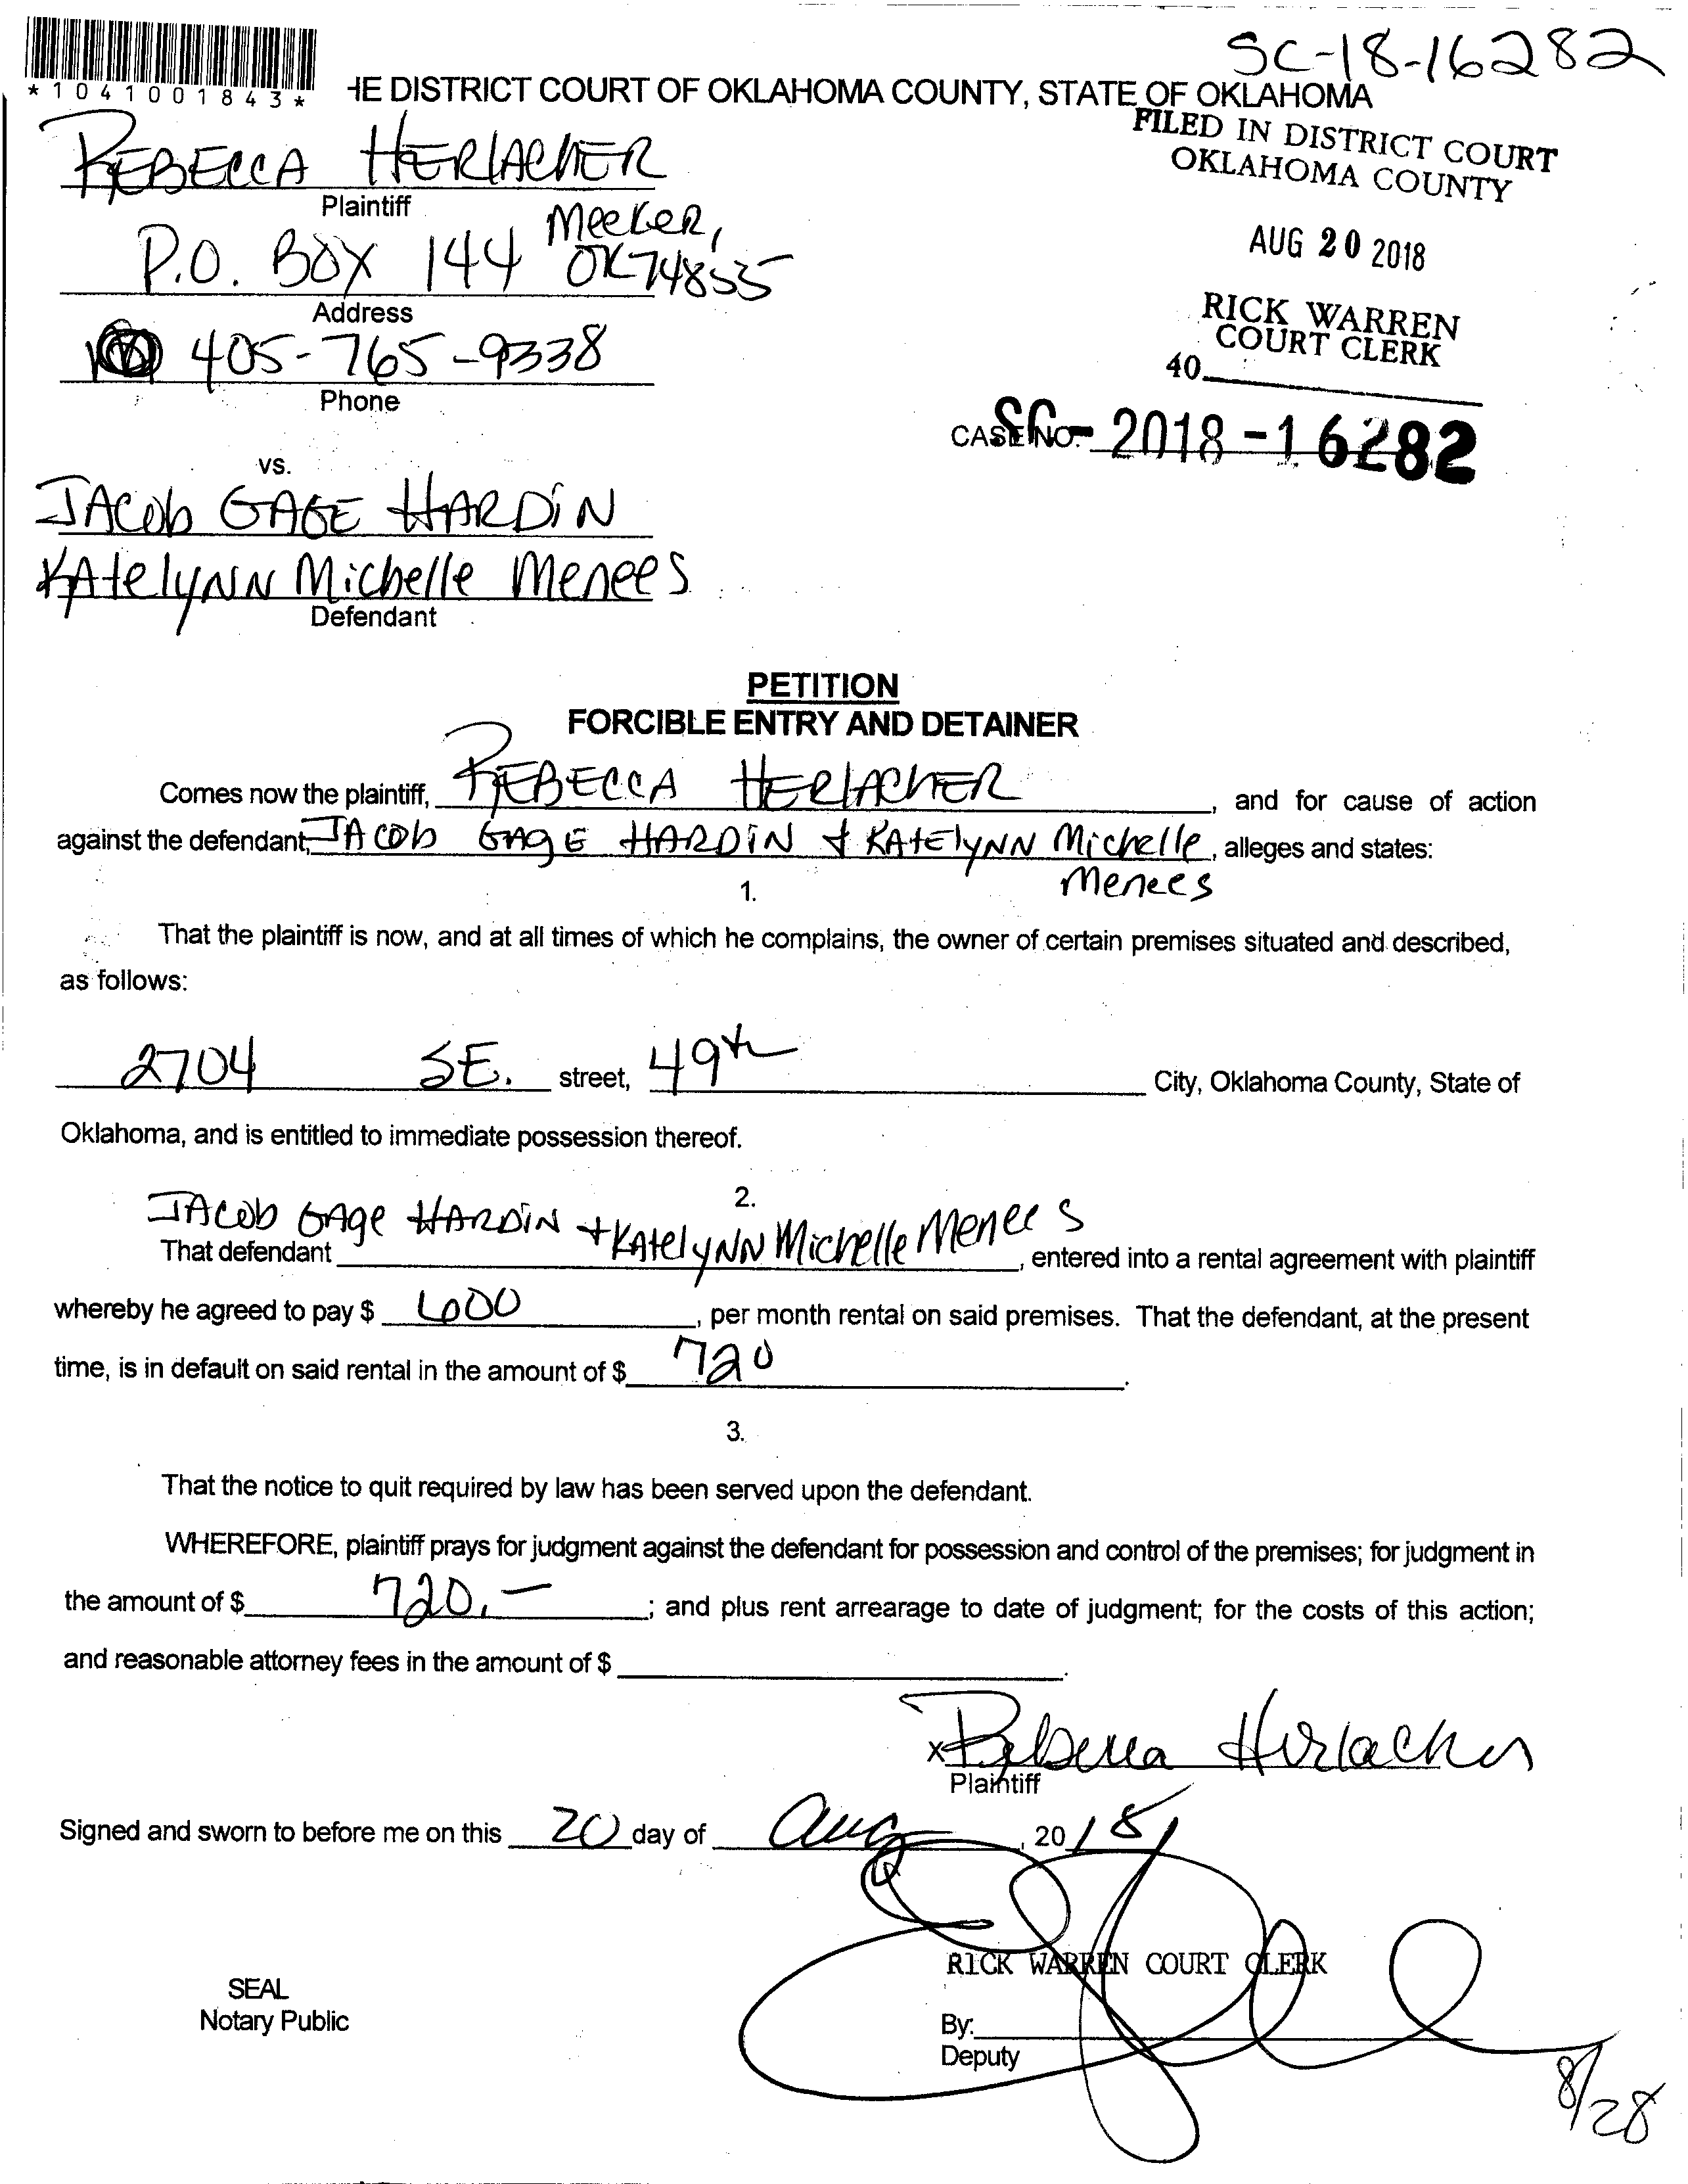 SC-18-16282
*1041001843*
HE DISTRICT COURT OF OKLAHOMA COUNTY, STATE OF OKLAHOMA
FILED IN DISTRICT COURT
OKLAHOMA COUNTY
AUG 20 2018
RICK WARREN
COURT CLERK
40
REBECCA HERLACHER
Plaintiff
P.O. BOX 144 Meeker,
OK 74855
Address
405-765-9338
Phone
CASE NO. SC-2018-16282
vs.
JACOB GAGE HARDIN
KATELYNN Michelle Menees
Defendant
PETITION
FORCIBLE ENTRY AND DETAINER
Comes now the plaintiff, REBECCA HERLACHER, and for cause of action
against the defendant, JACOB GAGE HARDIN + KATELYNN Michelle, alleges and states:
Menees
1.
That the plaintiff is now, and at all times of which he complains, the owner of certain premises situated and described,
as follows:
2704 SE. street, 49th City, Oklahoma County, State of
Oklahoma, and is entitled to immediate possession thereof.
2.
JACOB GAGE HARDIN + KATELYNN Michelle Menees
That defendant, entered into a rental agreement with plaintiff
whereby he agreed to pay $ 600, per month rental on said premises. That the defendant, at the present
time, is in default on said rental in the amount of $ 720.
3.
That the notice to quit required by law has been served upon the defendant.
WHEREFORE, plaintiff prays for judgment against the defendant for possession and control of the premises; for judgment in
the amount of $ 720.-; and plus rent arrearage to date of judgment; for the costs of this action;
and reasonable attorney fees in the amount of $.
x Rebecca Herlacher
Plaintiff
Signed and sworn to before me on this 20 day of Aug, 2018
RICK WARREN COURT CLERK
SEAL
Notary Public
By:
Deputy
8/28